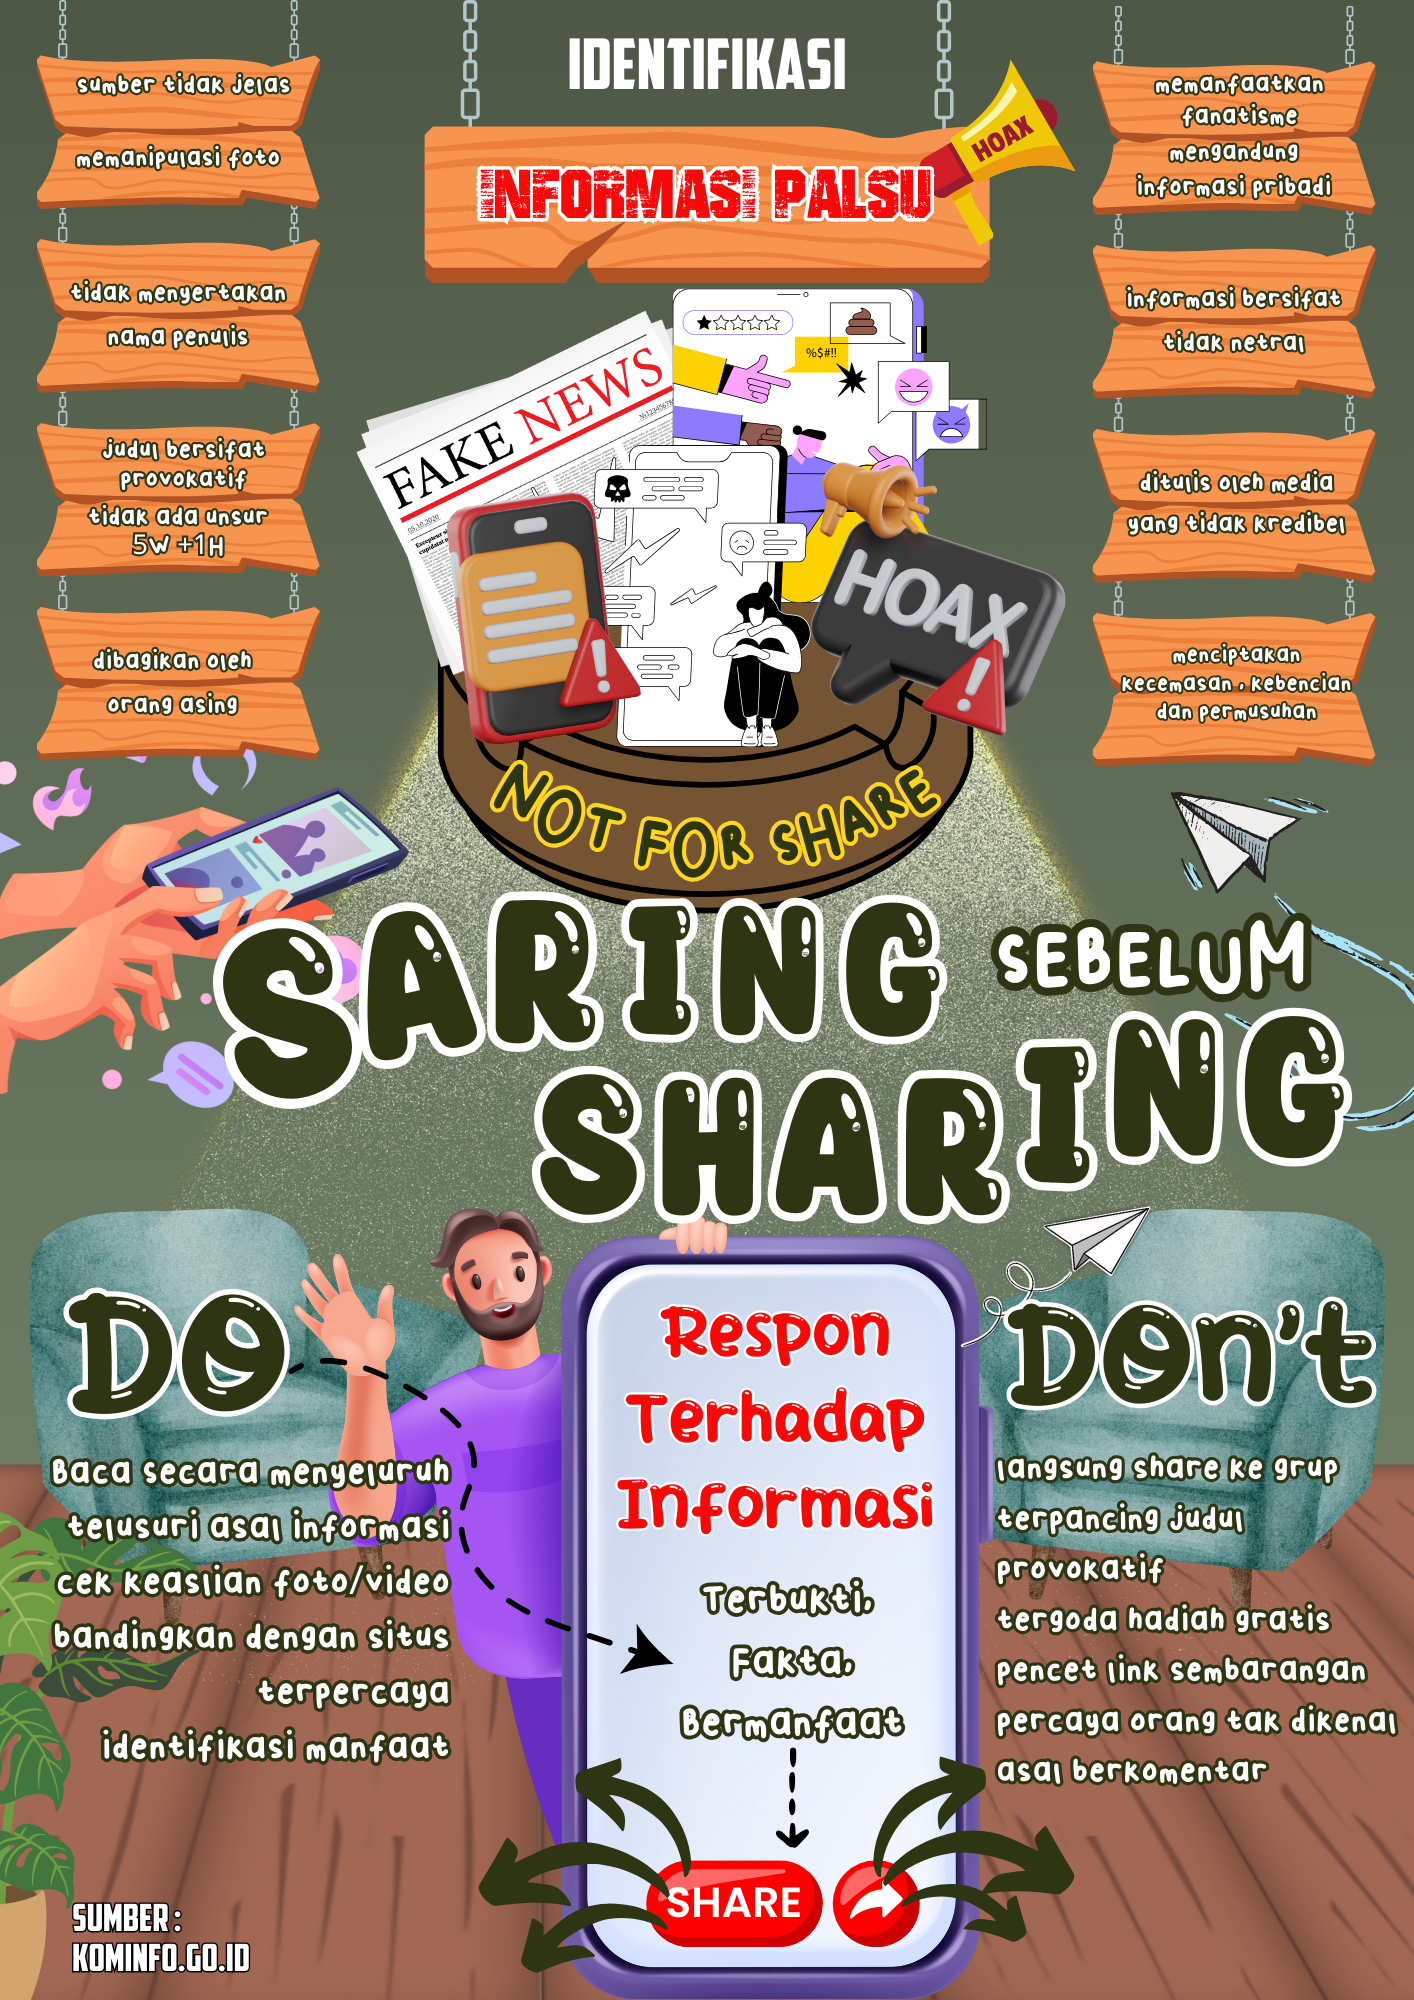 IDENTIFIKASI
INFORMASI PALSU
HOAX
sumber tidak jelas
memanipulasi foto
tidak menyertakan
nama penulis
judul bersifat
provokatif
tidak ada unsur
5W +1H
dibagikan oleh
orang asing
memanfaatkan
fanatisme
mengandung
informasi pribadi
informasi bersifat
tidak netral
ditulis oleh media
yang tidak kredibel
menciptakan
kecemasan , kebencian
dan permusuhan
FAKE NEWS
05.10.2020
%$#!!
HOAX
NOT FOR SHARE
SARING
SEBELUM
SHARING
DO
Baca secara menyeluruh
telusuri asal informasi
cek keaslian foto/video
bandingkan dengan situs
terpercaya
identifikasi manfaat
Respon
Terhadap
Informasi
Terbukti,
Fakta,
Bermanfaat
SHARE
Don't
langsung share ke grup
terpancing judul
provokatif
tergoda hadiah gratis
pencet link sembarangan
percaya orang tak dikenal
asal berkomentar
SUMBER :
KOMINFO.GO.ID